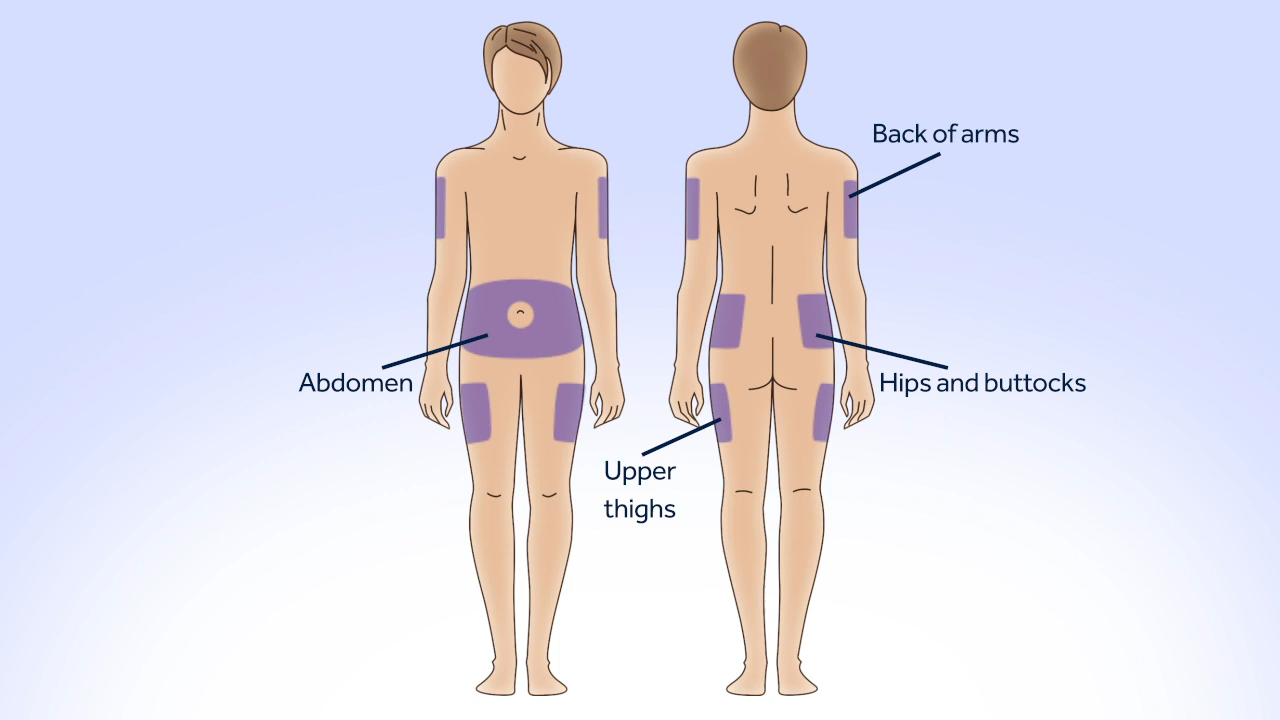 Back of arms
Abdomen
Hips and buttocks
Upper
thighs